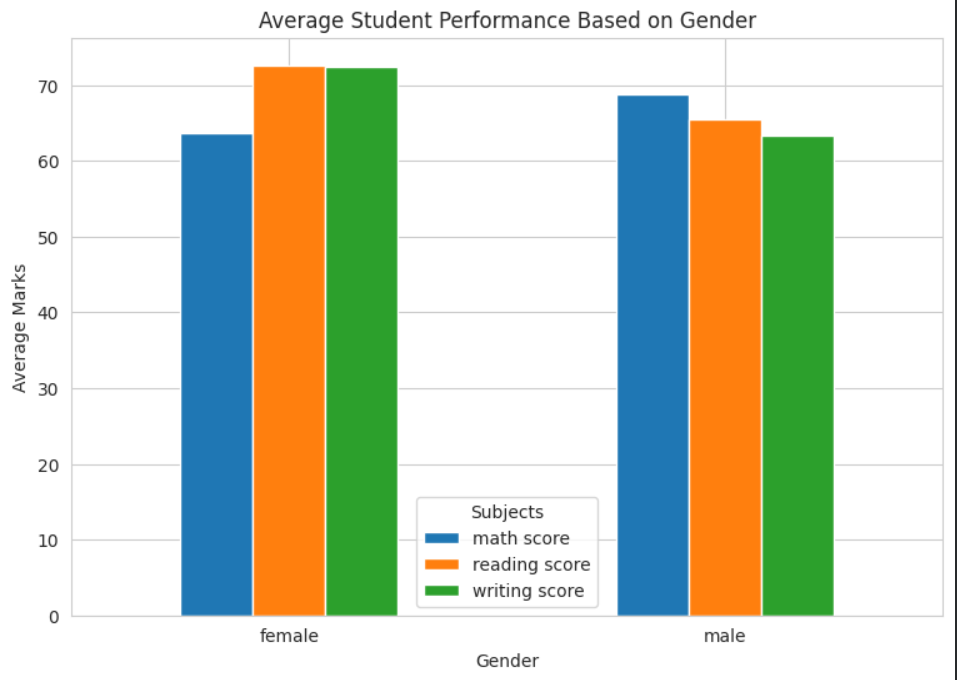 Average Student Performance Based on Gender
Average Marks
70
60
50
40
30
20
10
0
Subjects
math score
reading score
writing score
female male
Gender